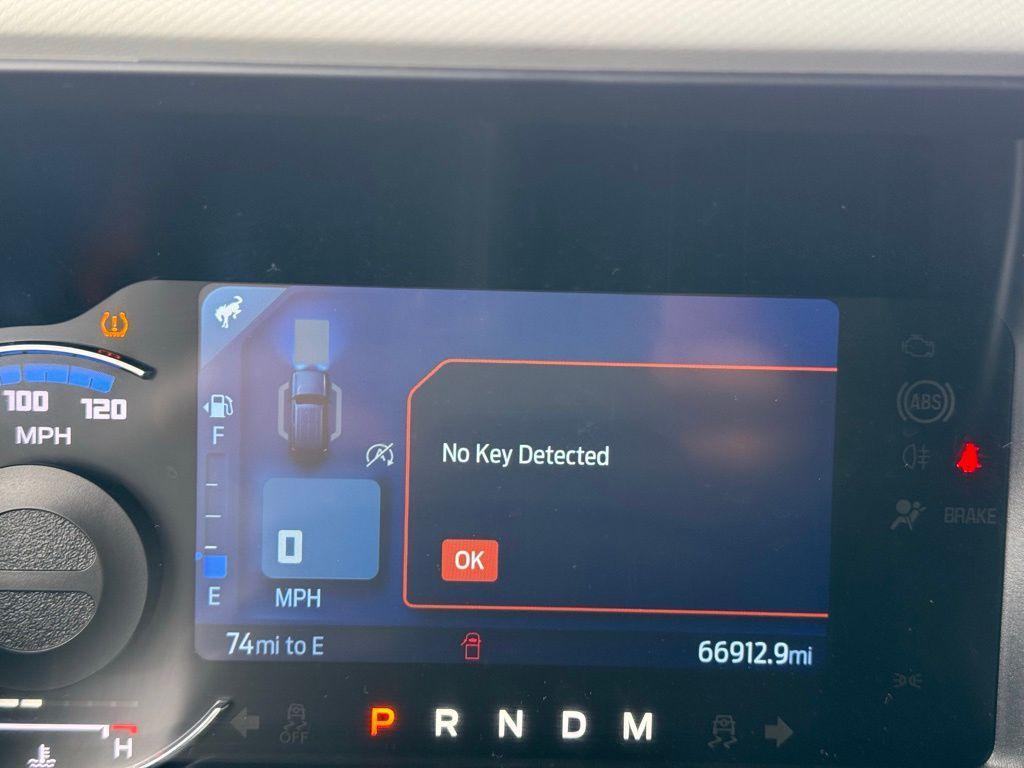 100
120
MPH
F
No Key Detected
0
OK
E
MPH
74mi to E
66912.9mi
ABS
BRAKE
P R N D M
OFF
H